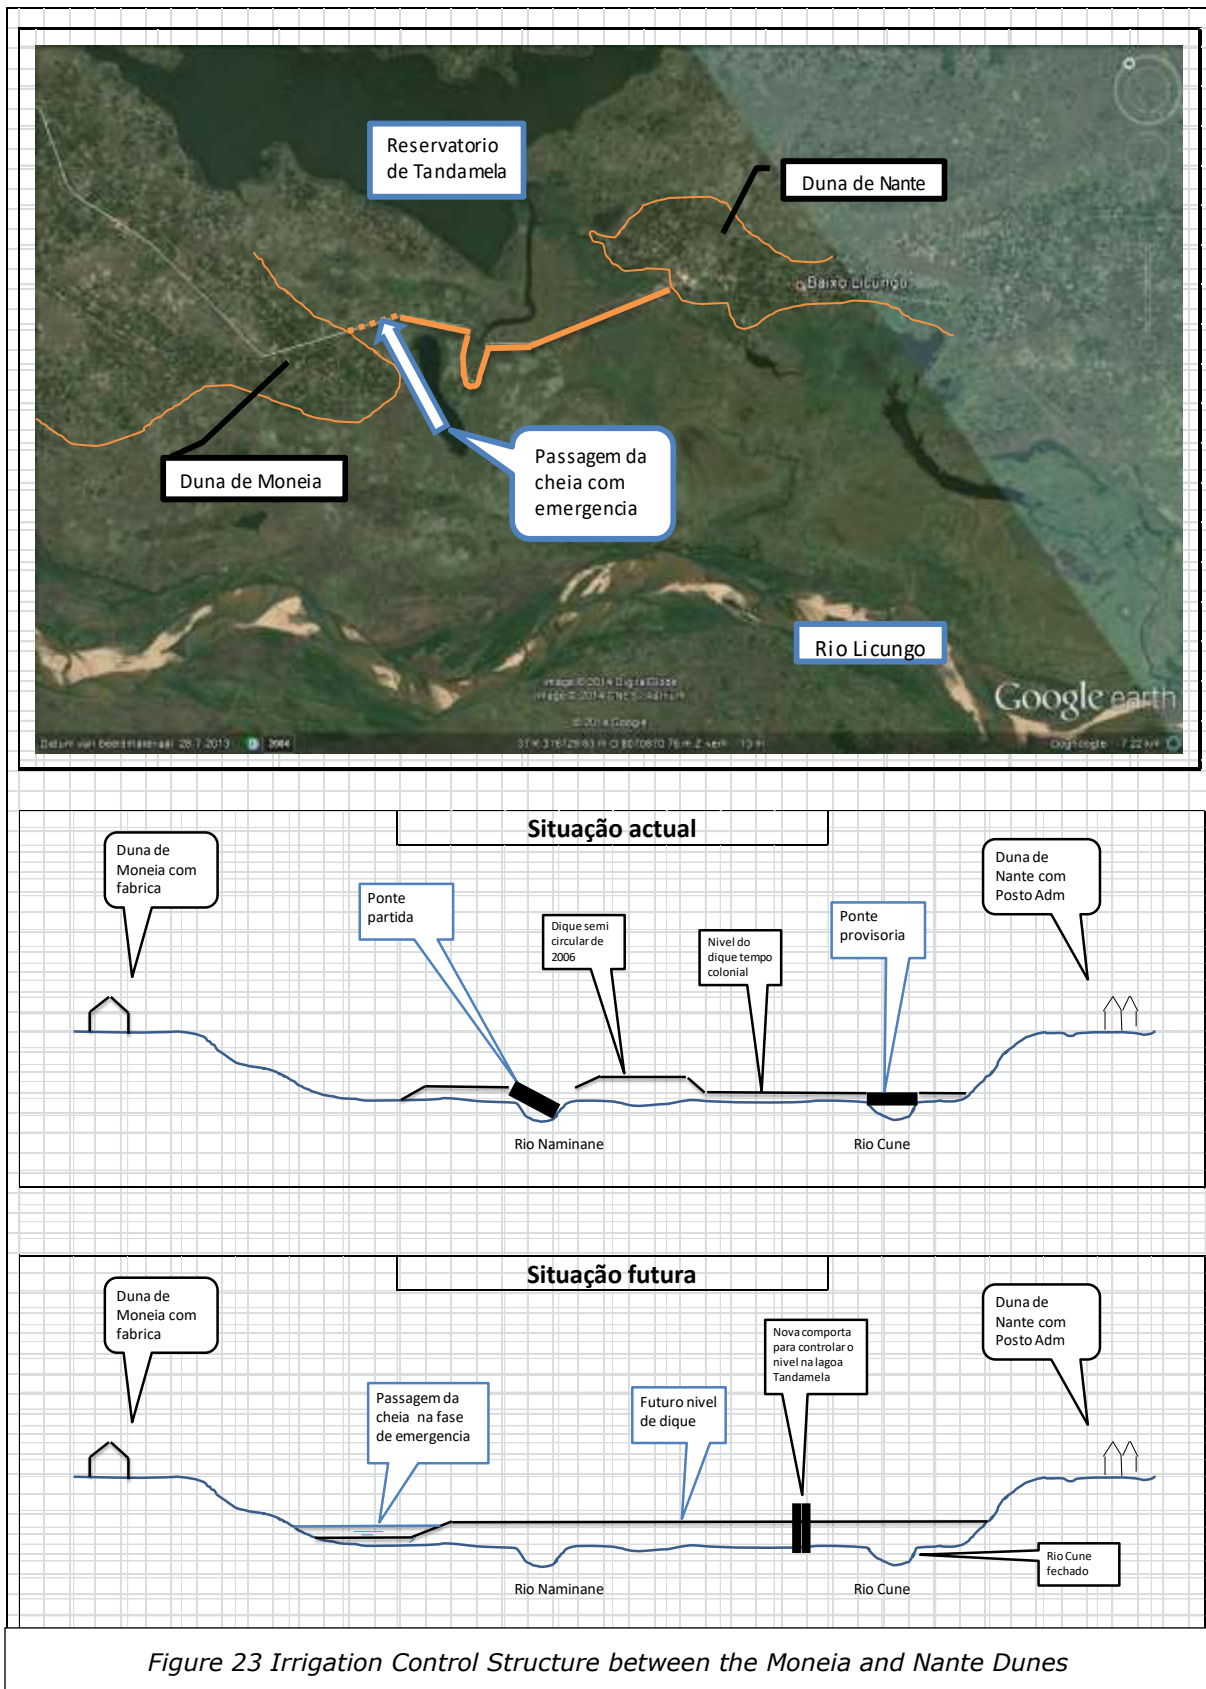 Reservatorio
de Tandamela
Duna de Nante
Baixo Licungo
Duna de Moneia
Passagem da
cheia com
emergencia
Rio Licungo
Image © 2014 DigitalGlobe
© 2014 Google
Google earth
Situação actual
Duna de
Moneia com
fabrica
Ponte
partida
Dique semi
circular de
2006
Nivel do
dique tempo
colonial
Ponte
provisoria
Duna de
Nante com
Posto Adm
Rio Naminane
Rio Cune
Situação futura
Duna de
Moneia com
fabrica
Passagem da
cheia na fase
de emergencia
Futuro nivel
de dique
Nova comporta
para controlar o
nivel na lagoa
Tandamela
Duna de
Nante com
Posto Adm
Rio Cune
fechado
Rio Naminane
Rio Cune
Figure 23 Irrigation Control Structure between the Moneia and Nante Dunes